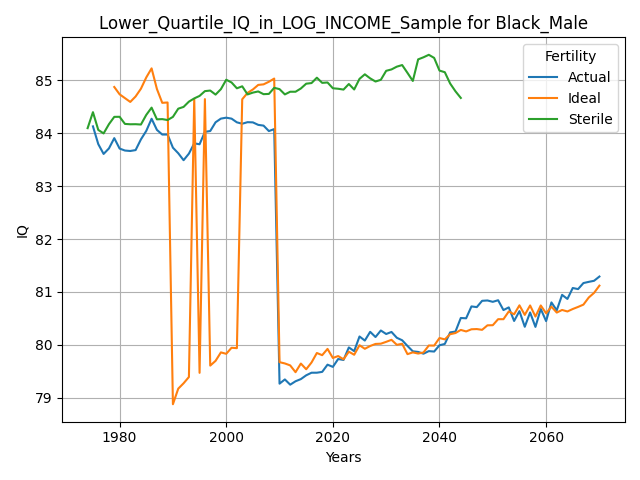 Lower_Quartile_IQ_in_LOG_INCOME_Sample for Black_Male
Fertility
Actual
Ideal
Sterile
IQ
85
84
83
82
81
80
79
1980
2000
2020
2040
2060
Years